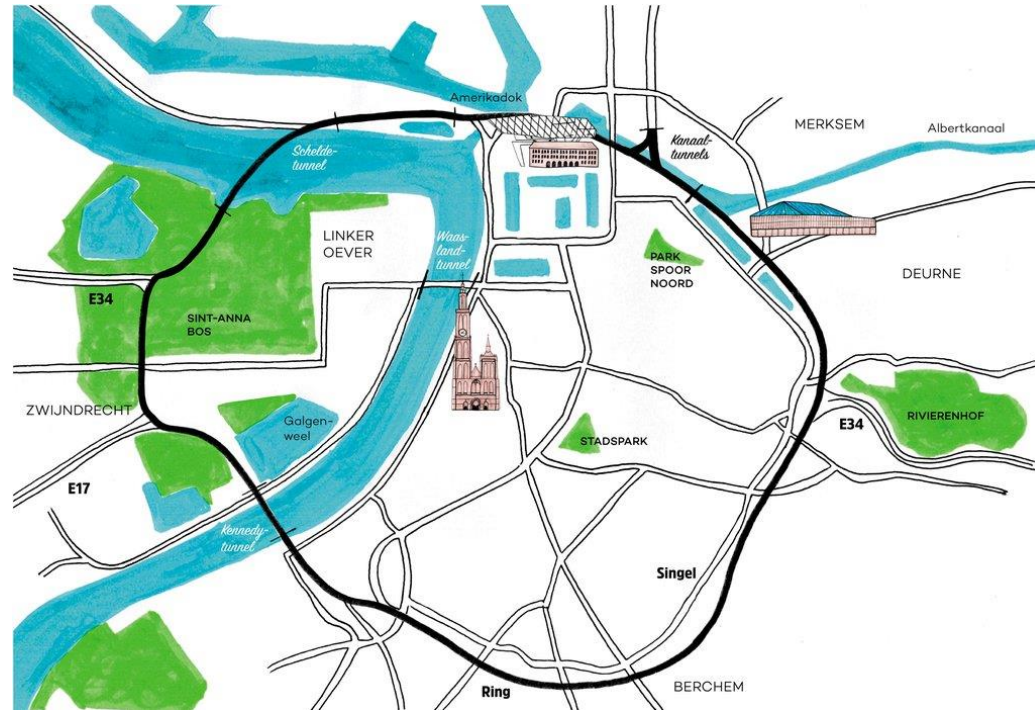 Amerikadok
MERKSEM
Albertkanaal
Kanaal-
tunnels
Schelde-
tunnel
LINKER
OEVER
Waas-
land-
tunnel
PARK
SPOOR
NOORD
DEURNE
E34
SINT-ANNA
BOS
ZWIJNDRECHT
Galgen-
weel
STADSPARK
E34
RIVIERENHOF
E17
Kennedy-
tunnel
Singel
Ring
BERCHEM